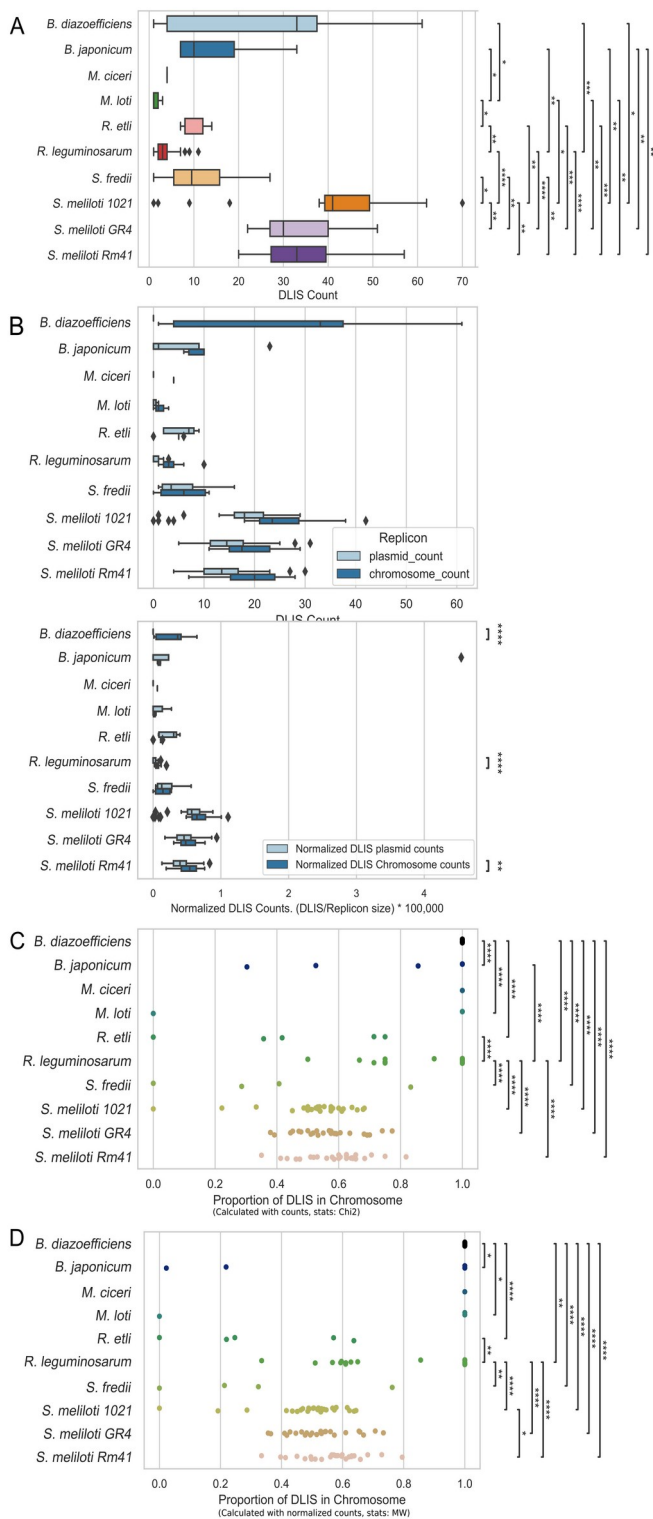 A
B. diazoefficiens
B. japonicum
M. ciceri
M. loti
R. etli
R. leguminosarum
S. fredii
S. meliloti 1021
S. meliloti GR4
S. meliloti Rm41
0 10 20 30 40 50 60 70
DLIS Count
B
B. diazoefficiens
B. japonicum
M. ciceri
M. loti
R. etli
R. leguminosarum
S. fredii
S. meliloti 1021
S. meliloti GR4
S. meliloti Rm41
Replicon
plasmid_count
chromosome_count
0 10 20 30 40 50 60
DLIS Count
B. diazoefficiens
B. japonicum
M. ciceri
M. loti
R. etli
R. leguminosarum
S. fredii
S. meliloti 1021
S. meliloti GR4
S. meliloti Rm41
Normalized DLIS plasmid counts
Normalized DLIS Chromosome counts
0 1 2 3 4
Normalized DLIS Counts. (DLIS/Replicon size) * 100,000
C
B. diazoefficiens
B. japonicum
M. ciceri
M. loti
R. etli
R. leguminosarum
S. fredii
S. meliloti 1021
S. meliloti GR4
S. meliloti Rm41
0.0 0.2 0.4 0.6 0.8 1.0
Proportion of DLIS in Chromosome
(Calculated with counts, stats: Chi2)
D
B. diazoefficiens
B. japonicum
M. ciceri
M. loti
R. etli
R. leguminosarum
S. fredii
S. meliloti 1021
S. meliloti GR4
S. meliloti Rm41
0.0 0.2 0.4 0.6 0.8 1.0
Proportion of DLIS in Chromosome
(Calculated with normalized counts, stats: MW)